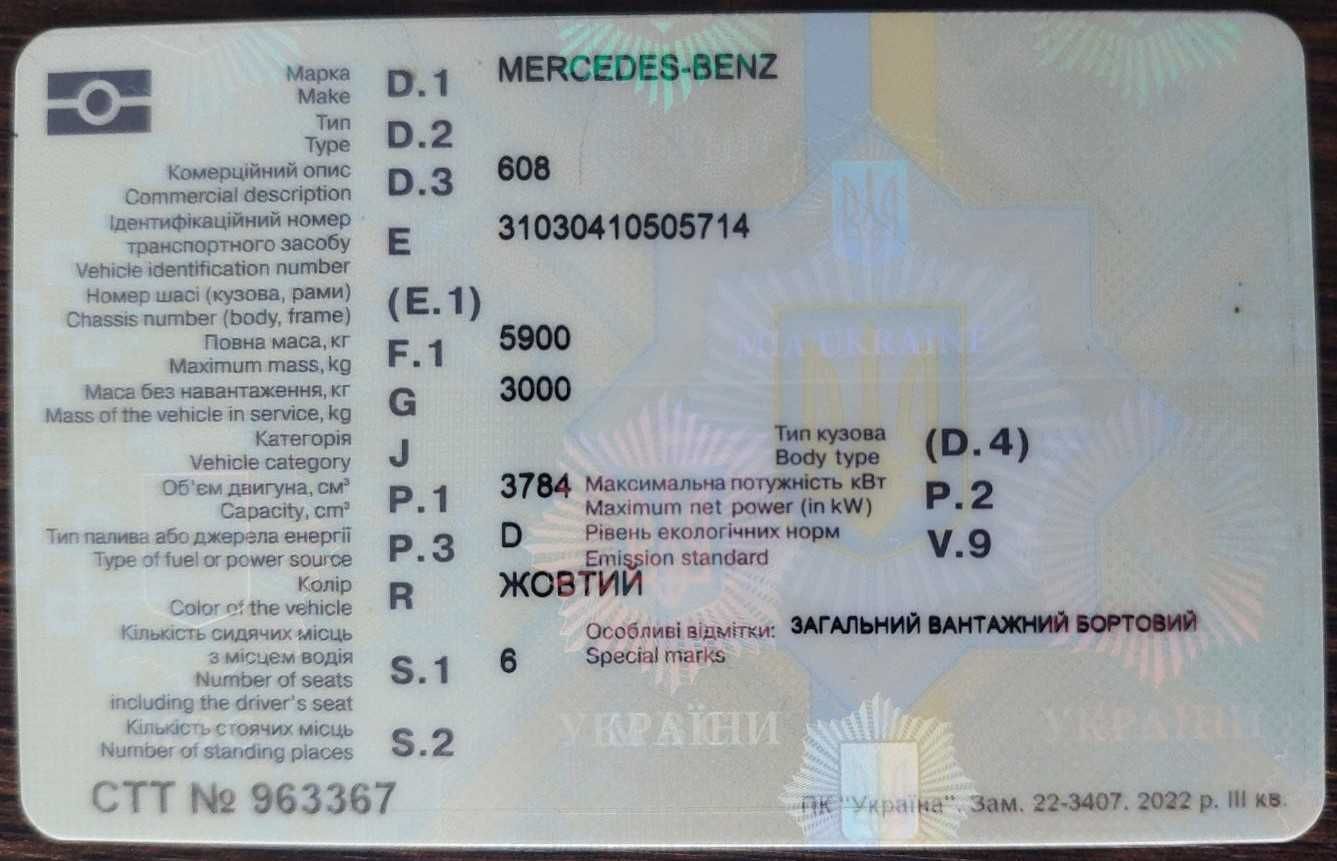 Марка D.1 MERCEDES-BENZ
Make
Тип D.2
Type
Комерційний опис D.3 608
Commercial description
Ідентифікаційний номер
транспортного засобу E 31030410505714
Vehicle identification number
Номер шасі (кузова, рами) (E.1)
Chassis number (body, frame)
Повна маса, кг F.1 5900
Maximum mass, kg
Маса без навантаження, кг G 3000
Mass of the vehicle in service, kg
Категорія J
Vehicle category
Тип кузова (D.4)
Body type
Об'єм двигуна, см³ P.1 3784
Capacity, cm³
Максимальна потужність кВт P.2
Maximum net power (in kW)
Тип палива або джерела енергії P.3 D
Type of fuel or power source
Рівень екологічних норм V.9
Emission standard
Колір R ЖОВТИЙ
Color of the vehicle
Кількість сидячих місць
з місцем водія S.1 6
Number of seats
including the driver's seat
Особливі відмітки: ЗАГАЛЬНИЙ ВАНТАЖНИЙ БОРТОВИЙ
Special marks
Кількість стоячих місць S.2
Number of standing places
MIA UKRAINE
УКРАЇНИ УКРАЇНИ
СТТ № 963367
ПК "Україна". Зам. 22-3407. 2022 р. III кв.